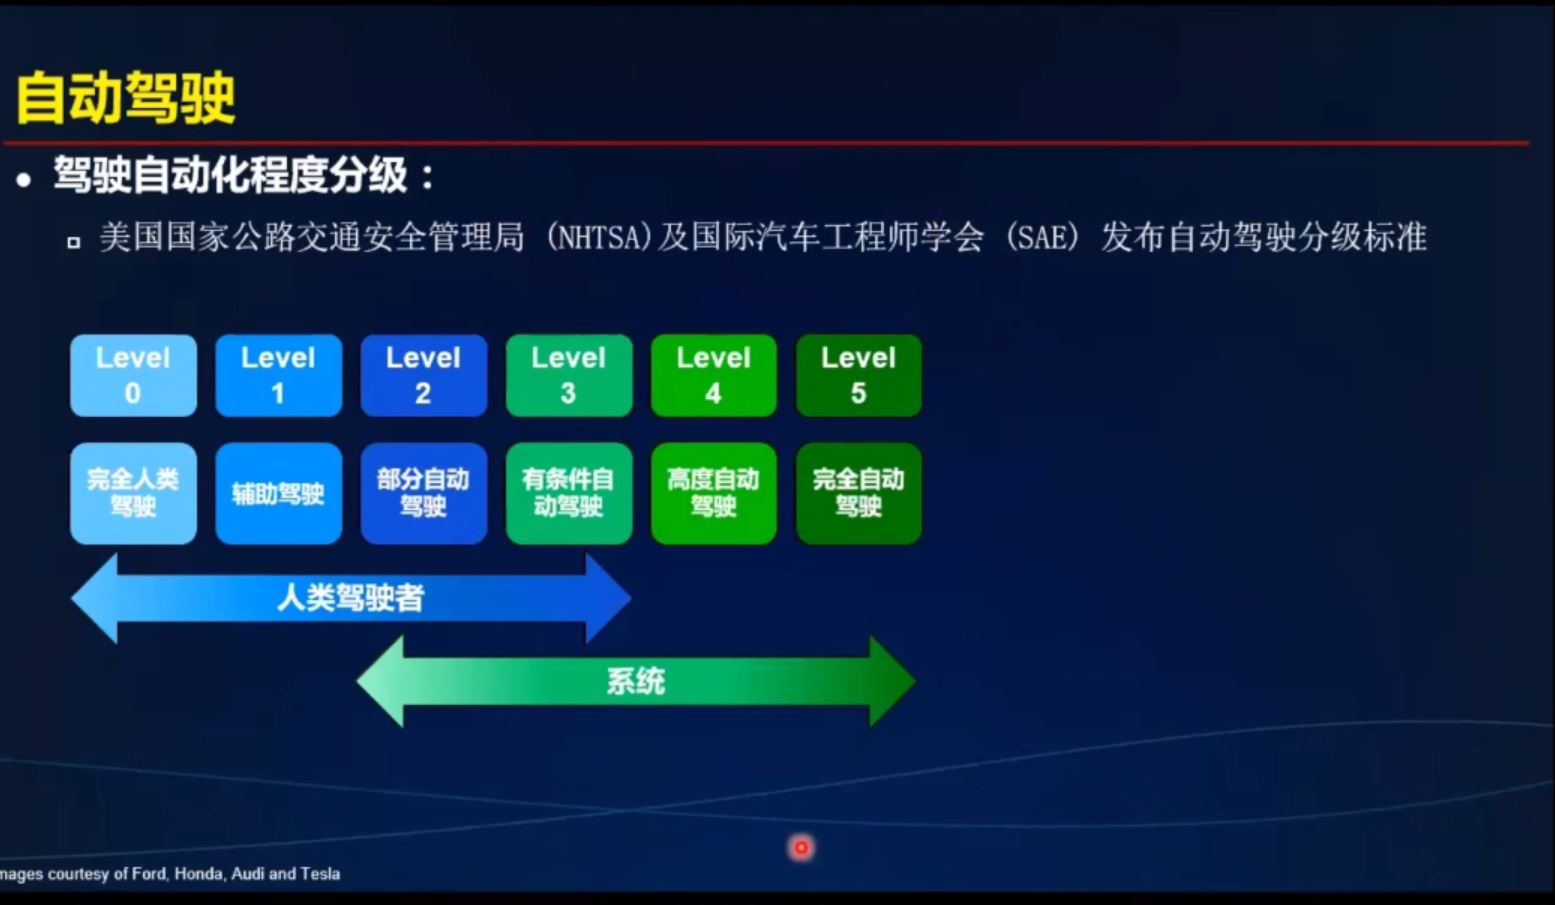 自动驾驶
驾驶自动化程度分级：
美国国家公路交通安全管理局 (NHTSA)及国际汽车工程师学会 (SAE) 发布自动驾驶分级标准
Level
0
Level
1
Level
2
Level
3
Level
4
Level
5
完全人类
驾驶
辅助驾驶
部分自动
驾驶
有条件自
动驾驶
高度自动
驾驶
完全自动
驾驶
人类驾驶者
系统
mages courtesy of Ford, Honda, Audi and Tesla